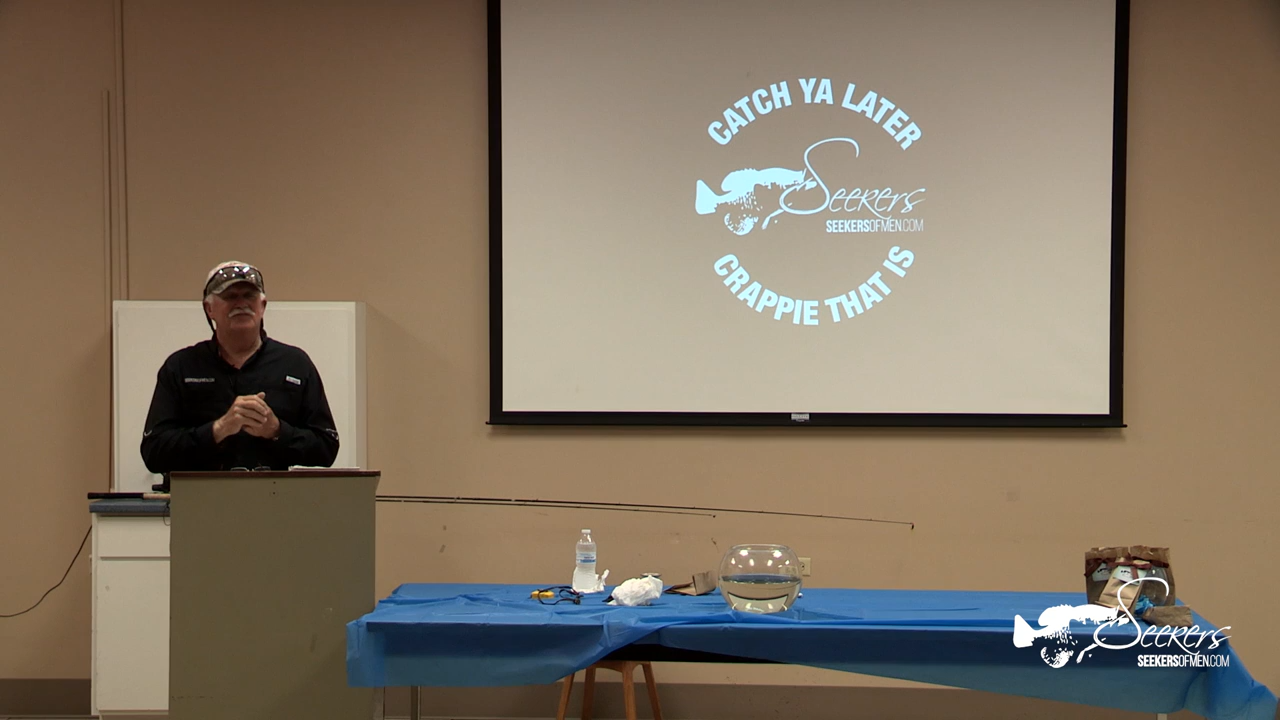 CATCH YA LATER
Seekers
SEEKERSOFMEN.COM
CRAPPIE THAT IS
Seekers
SEEKERSOFMEN.COM